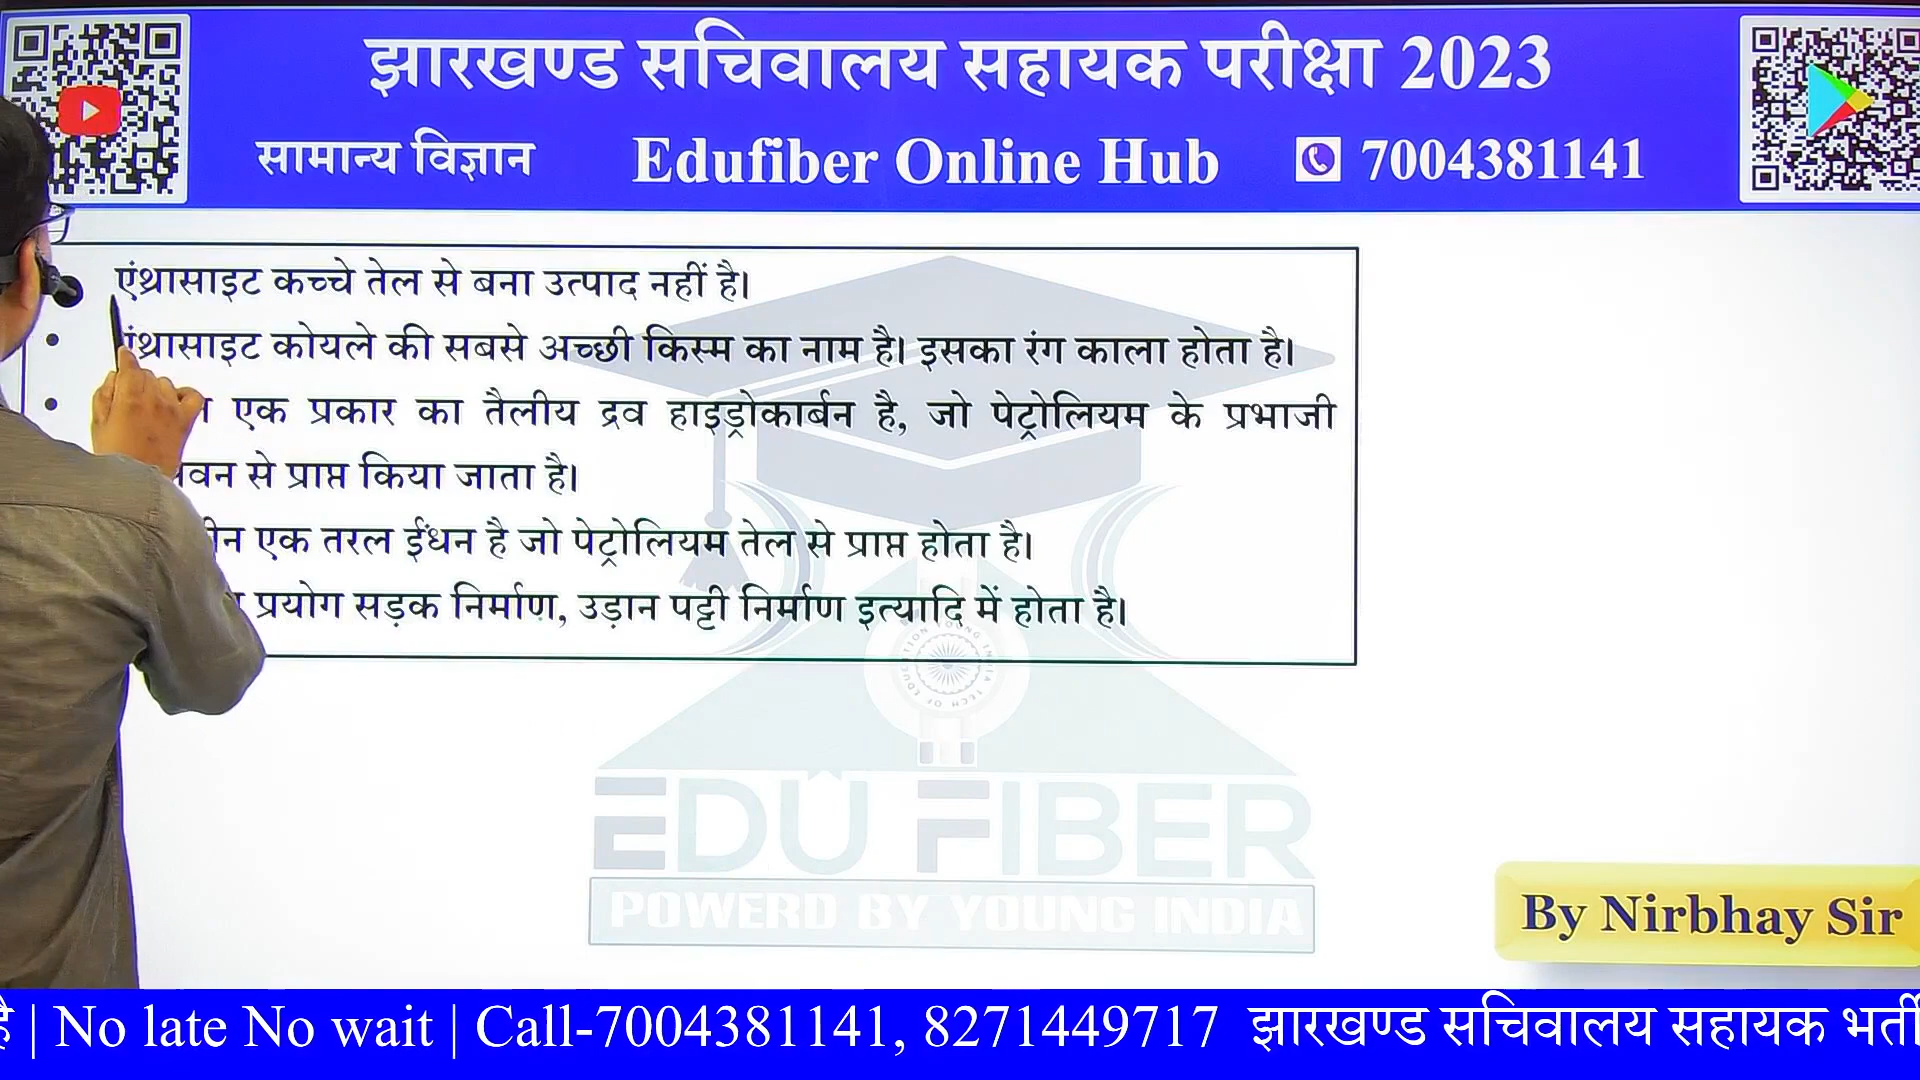 झारखण्ड सचिवालय सहायक परीक्षा 2023
सामान्य विज्ञान Edufiber Online Hub 7004381141
एंथ्रासाइट कच्चे तेल से बना उत्पाद नहीं है।
एंथ्रासाइट कोयले की सबसे अच्छी किस्म का नाम है। इसका रंग काला होता है।
एक प्रकार का तैलीय द्रव हाइड्रोकार्बन है, जो पेट्रोलियम के प्रभाजी
से प्राप्त किया जाता है।
एक तरल ईंधन है जो पेट्रोलियम तेल से प्राप्त होता है।
प्रयोग सड़क निर्माण, उड़ान पट्टी निर्माण इत्यादि में होता है।
EDU FIBER
POWERD BY YOUNG INDIA
By Nirbhay Sir
है | No late No wait | Call-7004381141, 8271449717 झारखण्ड सचिवालय सहायक भर्ती